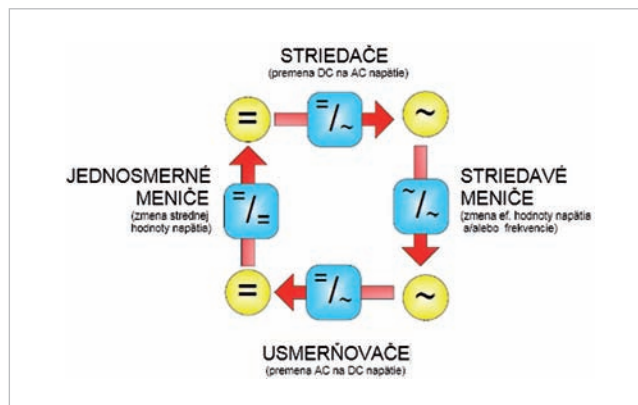 STRIEDAČE
(premena DC na AC napätie)
= =/~ ~
JEDNOSMERNÉ
MENIČE
(zmena strednej
hodnoty napätia)
=/=
~/~
STRIEDAVÉ
MENIČE
(zmena ef. hodnoty napätia
a/alebo frekvencie)
= =/~ ~
USMERŇOVAČE
(premena AC na DC napätie)